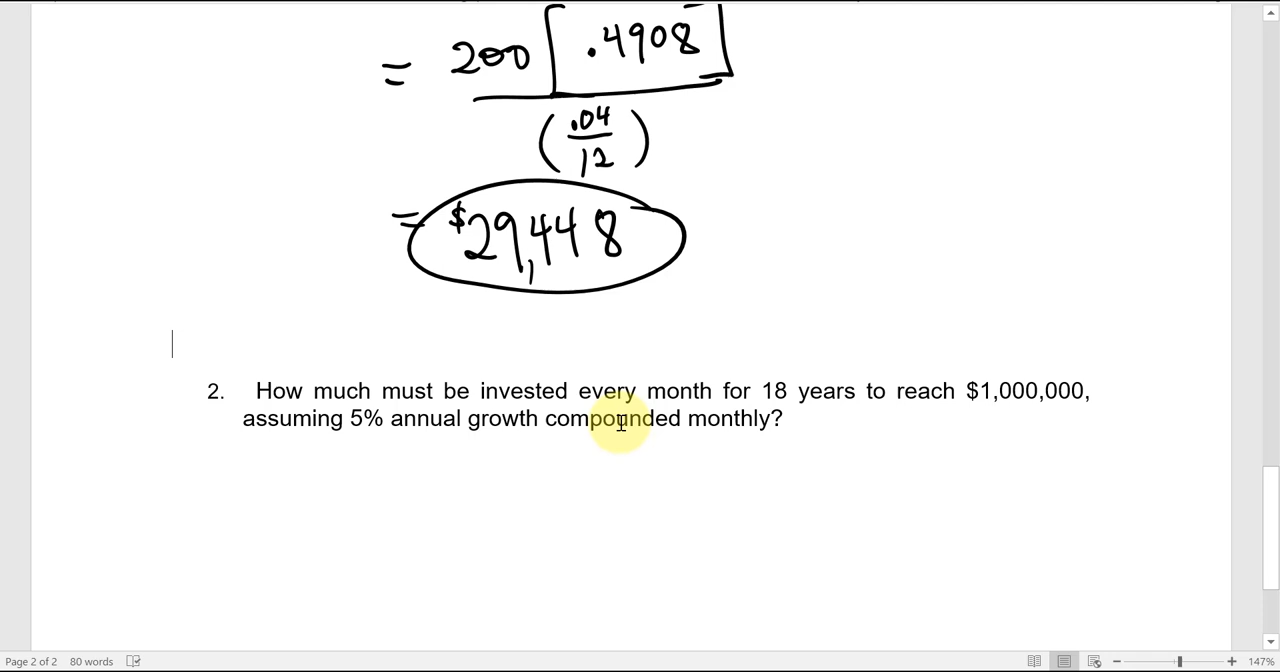 = 200 [ .4908 ]
( .04
12 )
= $29,448
2. How much must be invested every month for 18 years to reach $1,000,000,
assuming 5% annual growth compounded monthly?
Page 2 of 2 80 words 147%